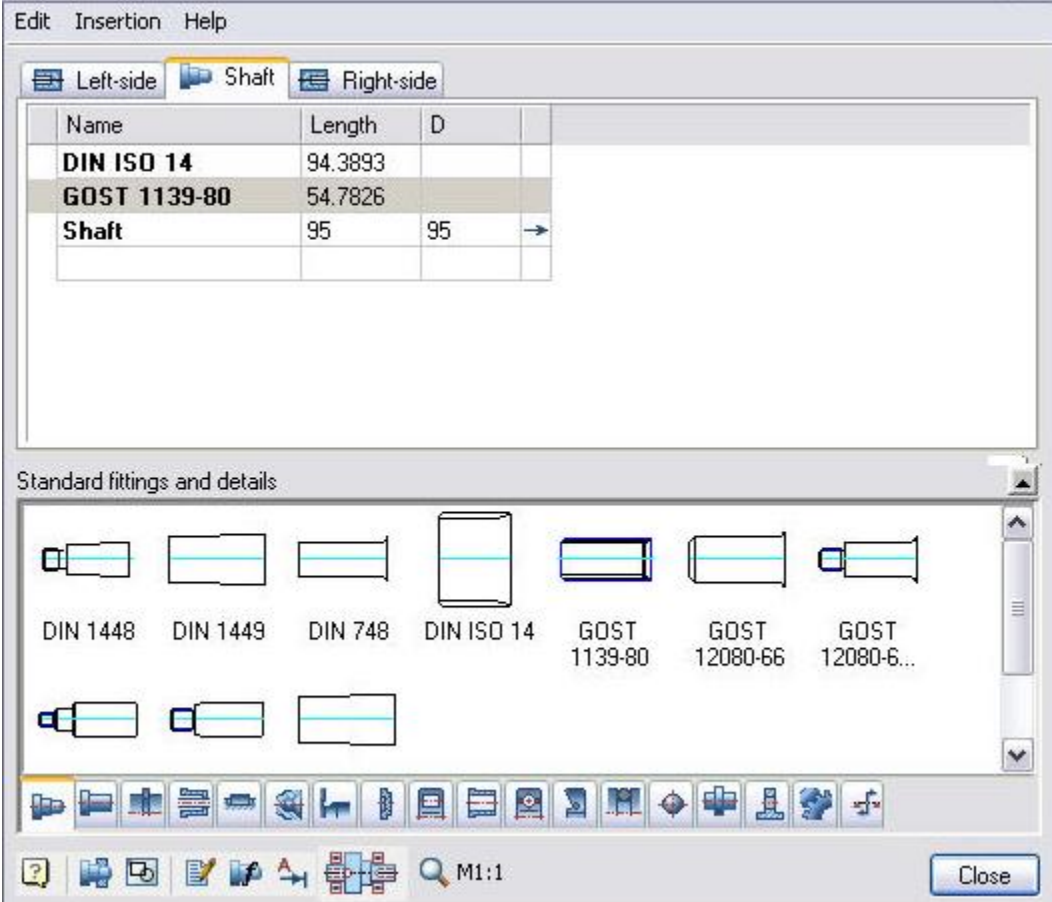 Edit Insertion Help
Left-side Shaft Right-side
Name Length D
DIN ISO 14 94.3893
GOST 1139-80 54.7826
Shaft 95 95
Standard fittings and details
DIN 1448 DIN 1449 DIN 748 DIN ISO 14 GOST 1139-80 GOST 12080-66 GOST 12080-6...
M1:1 Close